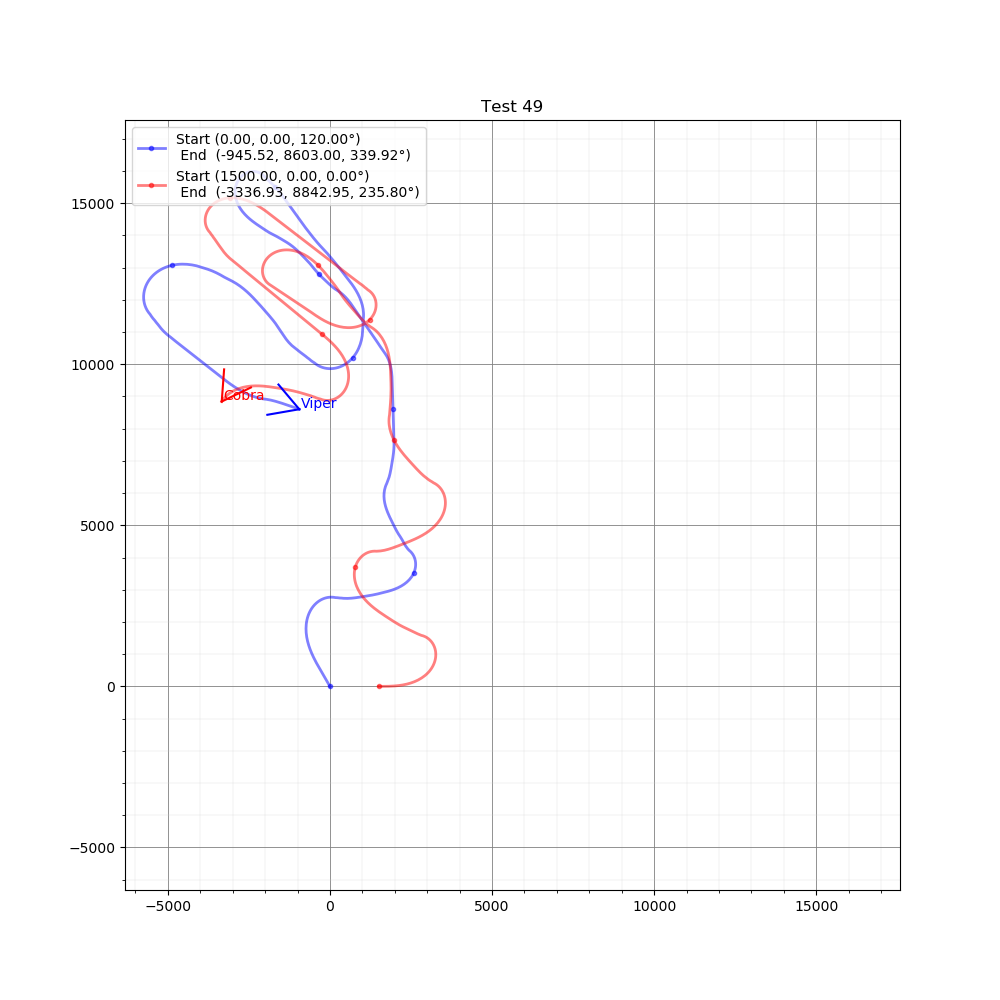 Test 49
Start (0.00, 0.00, 120.00°)
End (-945.52, 8603.00, 339.92°)
Start (1500.00, 0.00, 0.00°)
End (-3336.93, 8842.95, 235.80°)
15000
10000
Cobra
Viper
5000
0
−5000
−5000 0 5000 10000 15000